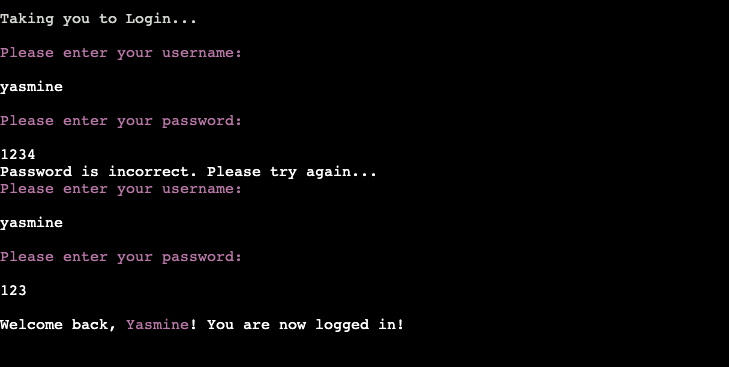 Taking you to Login...
Please enter your username:
yasmine
Please enter your password:
1234
Password is incorrect. Please try again...
Please enter your username:
yasmine
Please enter your password:
123
Welcome back, Yasmine! You are now logged in!